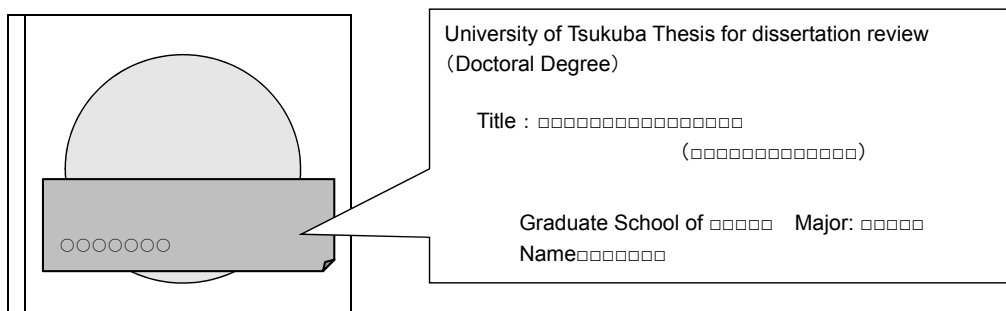 University of Tsukuba Thesis for dissertation review
（Doctoral Degree）
Title：□□□□□□□□□□□□□□□□
（□□□□□□□□□□□□□）
Graduate School of □□□□□ Major: □□□□□
Name□□□□□□□
○○○○○○○